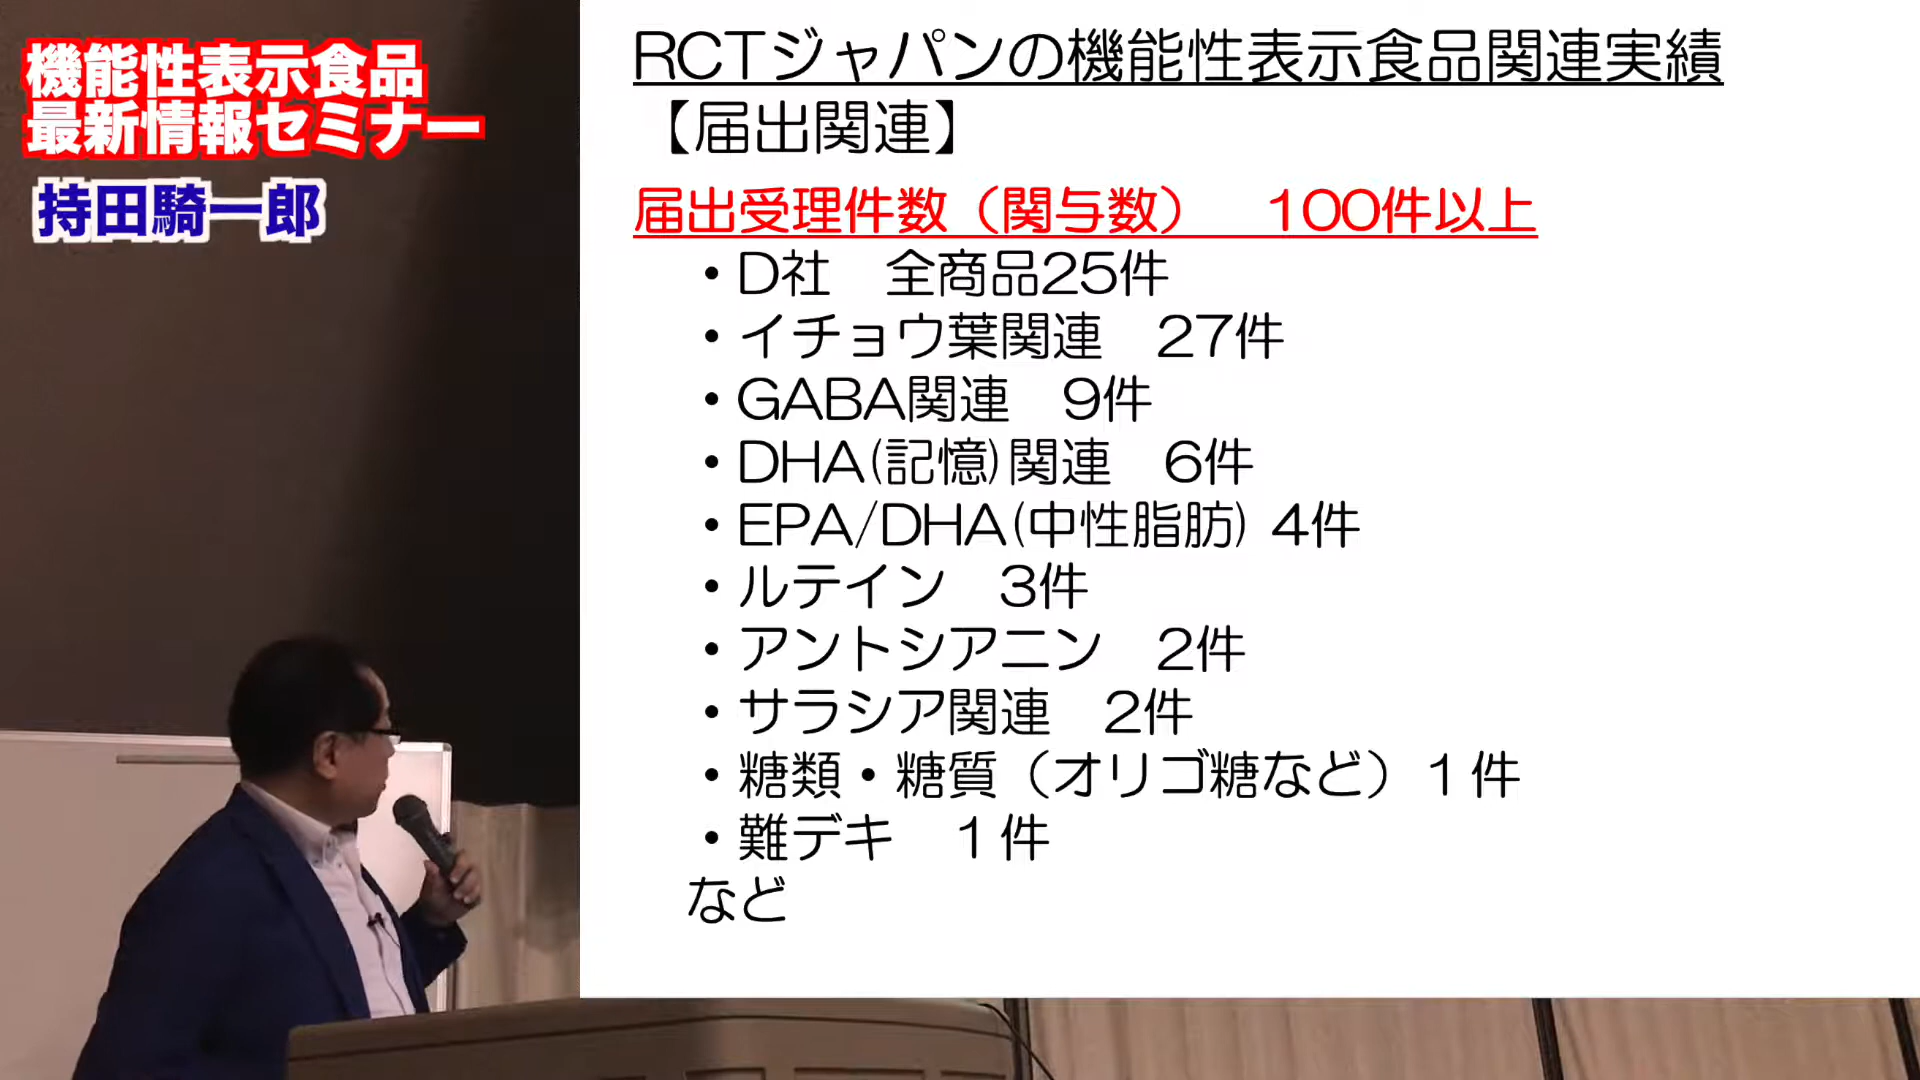 機能性表示食品
最新情報セミナー
持田騎一郎
RCTジャパンの機能性表示食品関連実績
【届出関連】
届出受理件数（関与数）　100件以上
・D社　全商品25件
・イチョウ葉関連　27件
・GABA関連　9件
・DHA(記憶)関連　6件
・EPA/DHA(中性脂肪) 4件
・ルテイン　3件
・アントシアニン　2件
・サラシア関連　2件
・糖類・糖質（オリゴ糖など）１件
・難デキ　１件
など